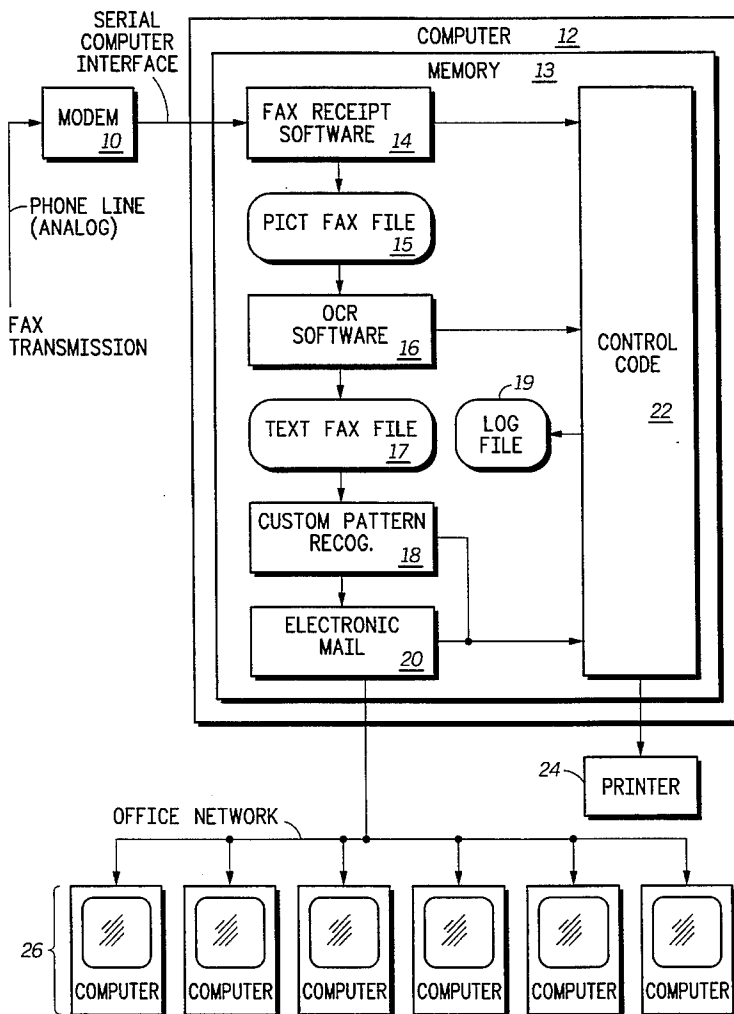 SERIAL
COMPUTER
INTERFACE
COMPUTER 12
MEMORY 13
MODEM
10
FAX RECEIPT
SOFTWARE
14
PHONE LINE
(ANALOG)
PICT FAX FILE
15
FAX
TRANSMISSION
OCR
SOFTWARE
16
CONTROL
CODE
22
19
LOG
FILE
TEXT FAX FILE
17
CUSTOM PATTERN
RECOG.
18
ELECTRONIC
MAIL
20
24
PRINTER
OFFICE NETWORK
26
COMPUTER
COMPUTER
COMPUTER
COMPUTER
COMPUTER
COMPUTER